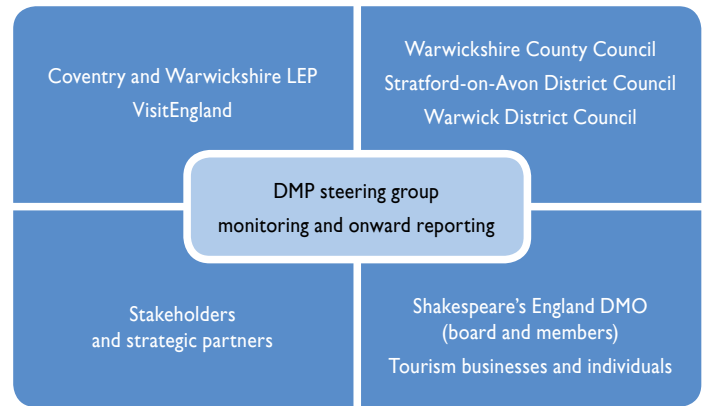 Coventry and Warwickshire LEP
VisitEngland
Warwickshire County Council
Stratford-on-Avon District Council
Warwick District Council
DMP steering group
monitoring and onward reporting
Stakeholders
and strategic partners
Shakespeare’s England DMO
(board and members)
Tourism businesses and individuals